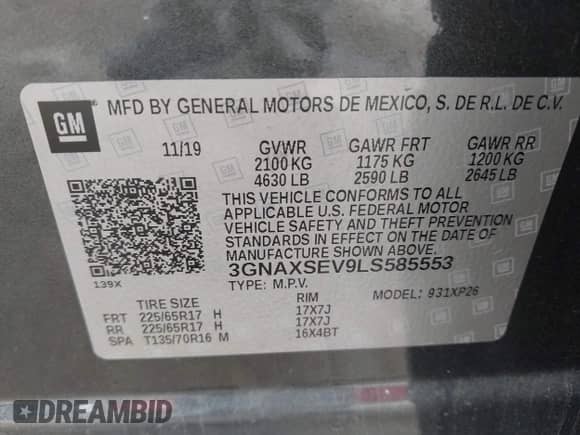 GM
MFD BY GENERAL MOTORS DE MEXICO, S. DE R.L. DE C.V.
11/19 GVWR GAWR FRT GAWR RR
2100 KG 1175 KG 1200 KG
4630 LB 2590 LB 2645 LB
THIS VEHICLE CONFORMS TO ALL
APPLICABLE U.S. FEDERAL MOTOR
VEHICLE SAFETY AND THEFT PREVENTION
STANDARDS IN EFFECT ON THE DATE OF
MANUFACTURE SHOWN ABOVE.
3GNAXSEV9LS585553
139X
TYPE: M.P.V. MODEL: 931XP26
TIRE SIZE RIM
FRT 225/65R17 H 17X7J
RR 225/65R17 H 17X7J
SPA T135/70R16 M 16X4BT
DREAMBID